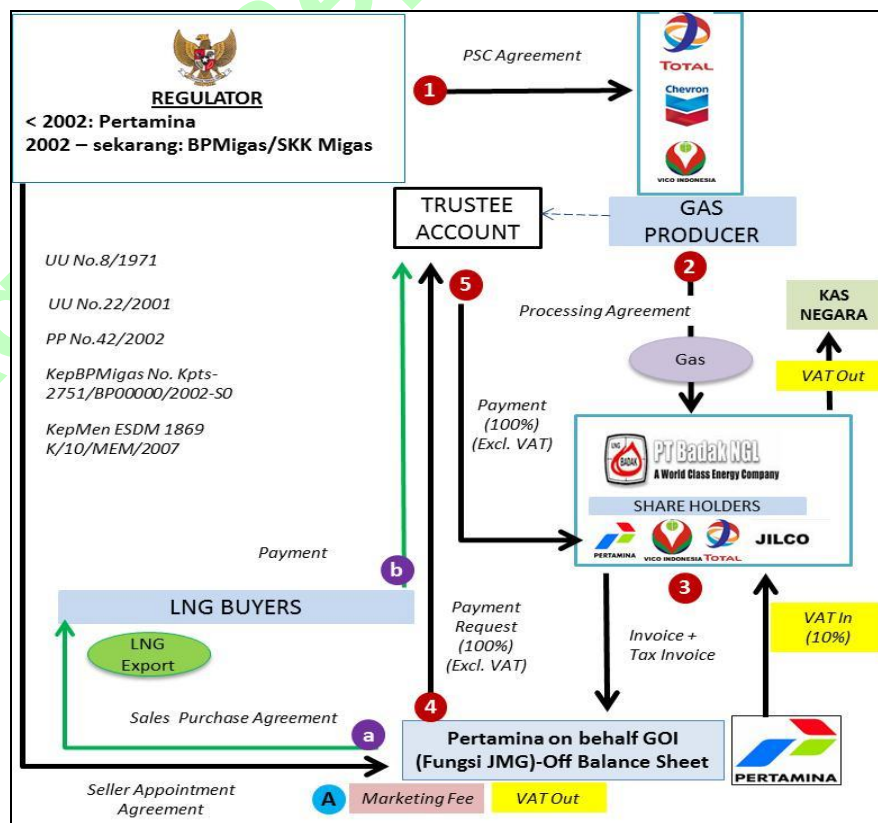 PSC Agreement
1
REGULATOR
< 2002: Pertamina
2002 – sekarang: BPMigas/SKK Migas
TOTAL
Chevron
VICO INDONESIA
TRUSTEE
ACCOUNT
GAS
PRODUCER
UU No.8/1971
UU No.22/2001
PP No.42/2002
KepBPMigas No. Kpts-
2751/BP00000/2002-S0
KepMen ESDM 1869
K/10/MEM/2007
5
2
Processing Agreement
Gas
KAS
NEGARA
VAT Out
Payment
(100%)
(Excl. VAT)
LNG
BADAK
PT Badak NGL
A World Class Energy Company
SHARE HOLDERS
PERTAMINA
VICO INDONESIA
TOTAL
JILCO
3
Payment
b
LNG BUYERS
LNG
Export
Payment
Request
(100%)
(Excl. VAT)
Invoice +
Tax Invoice
VAT In
(10%)
4
Sales Purchase Agreement
a
Pertamina on behalf GOI
(Fungsi JMG)-Off Balance Sheet
PERTAMINA
Seller Appointment
Agreement
A
Marketing Fee
VAT Out